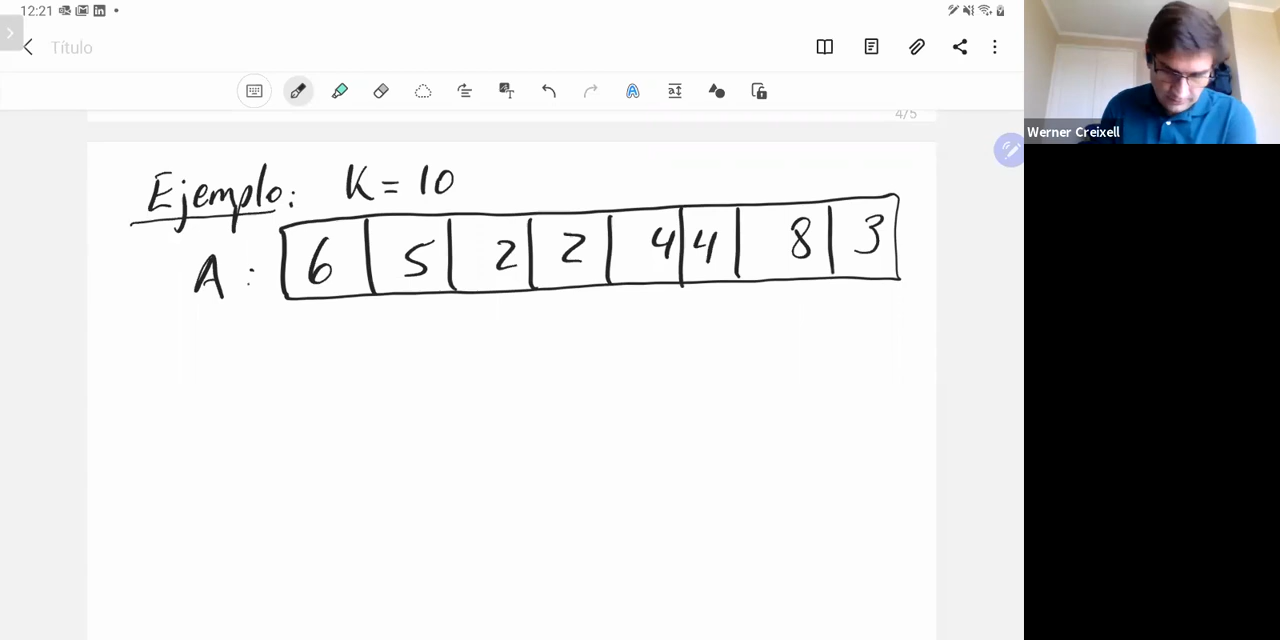 12:21
Título
4/5
Werner Creixell
Ejemplo: K = 10
A : 6 5 2 2 4 4 8 3